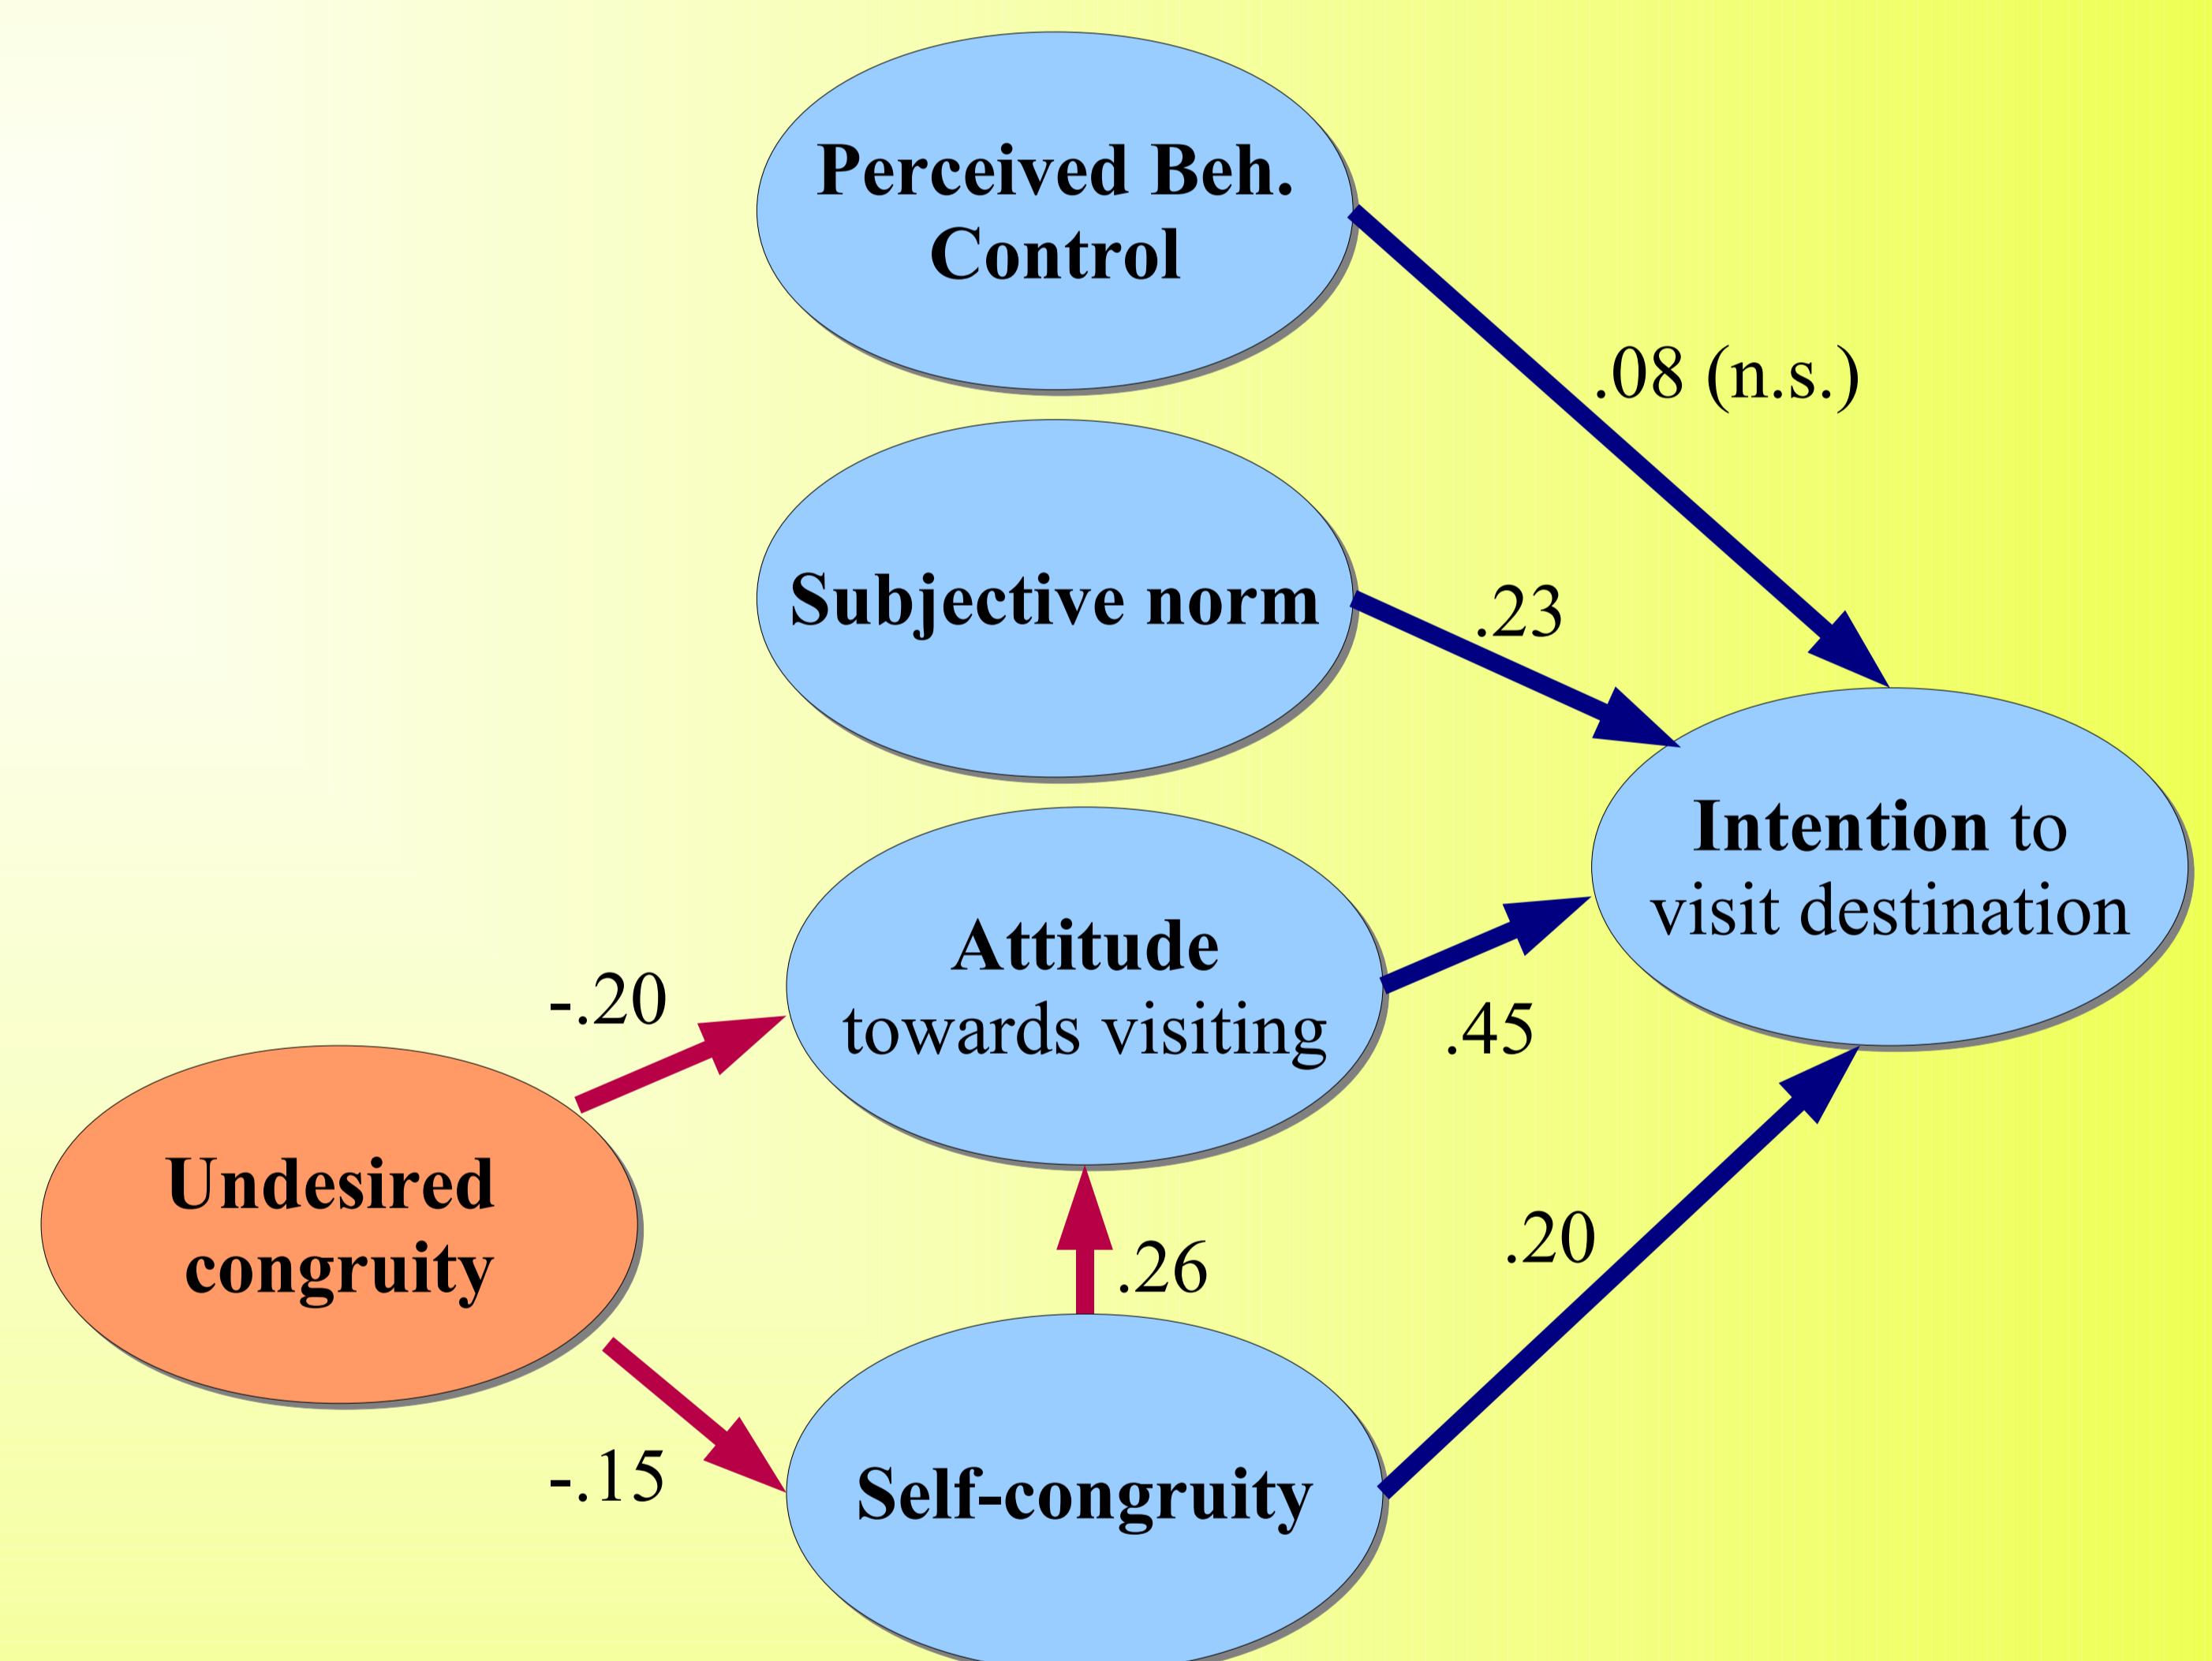 Perceived Beh.
Control
.08 (n.s.)
Subjective norm
.23
Intention to
visit destination
Attitude
towards visiting
-.20
.45
Undesired
congruity
.26
.20
-.15
Self-congruity